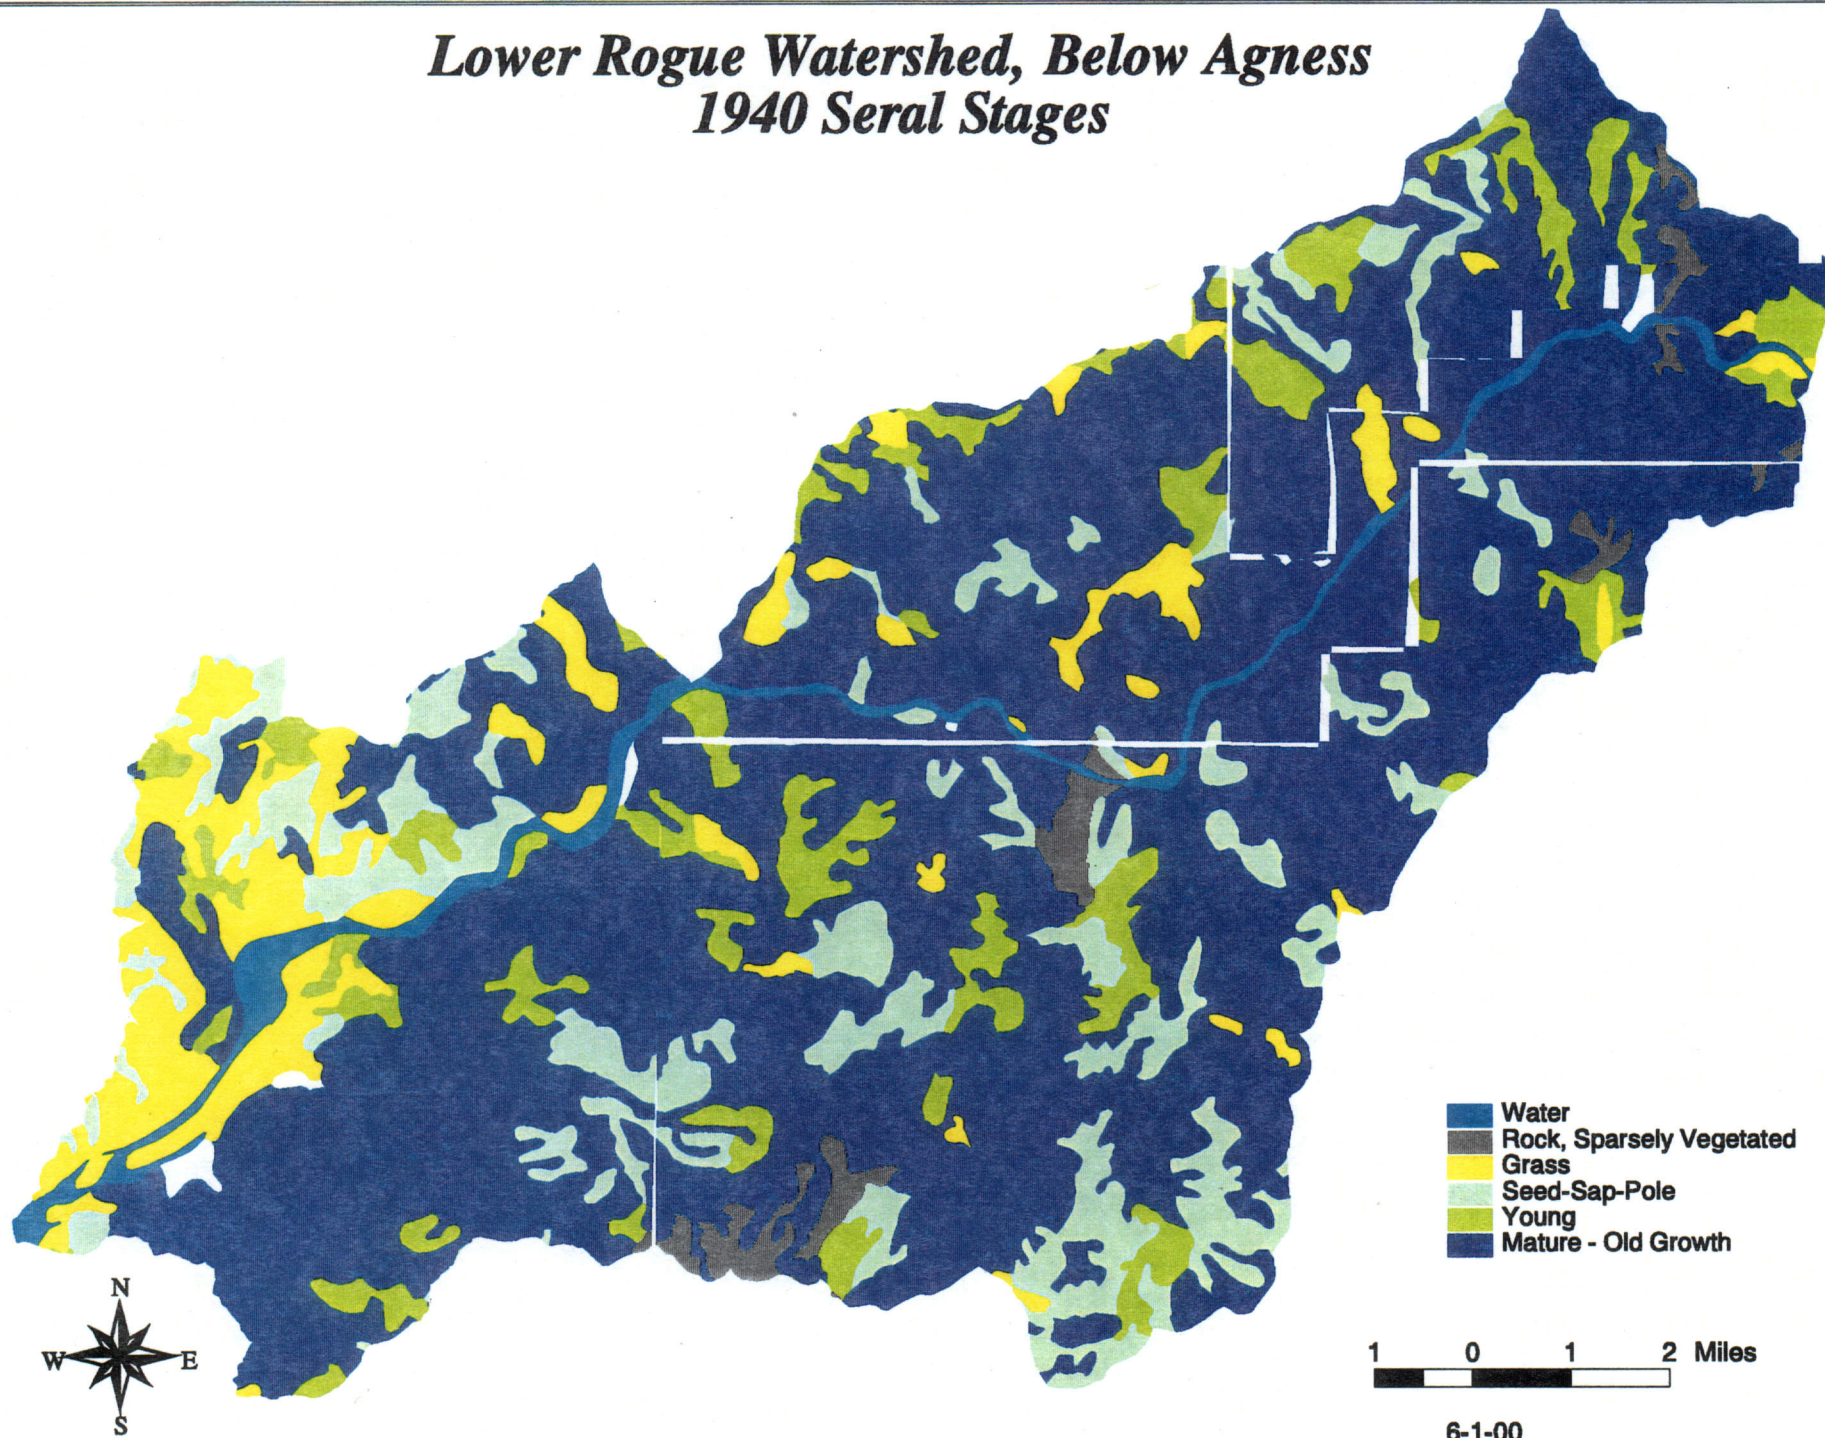 Lower Rogue Watershed, Below Agness
1940 Seral Stages
Water
Rock, Sparsely Vegetated
Grass
Seed-Sap-Pole
Young
Mature - Old Growth
N
W E
S
1 0 1 2 Miles
6-1-00